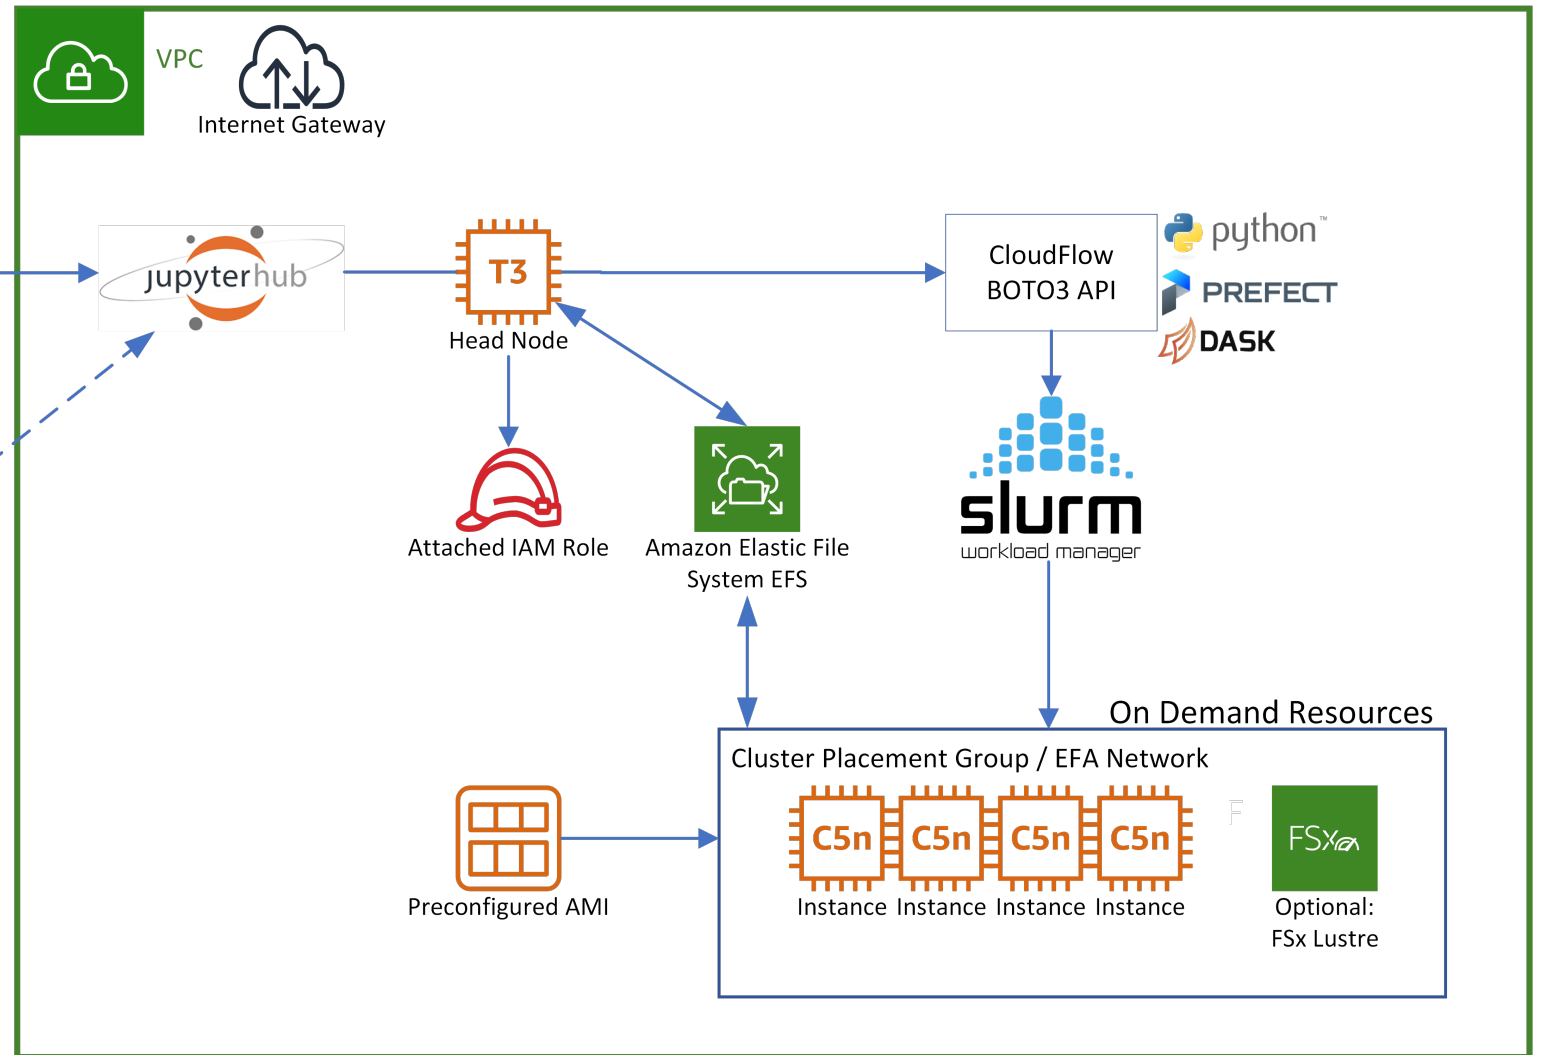 VPC
Internet Gateway
jupyterhub
T3
Head Node
CloudFlow
BOTO3 API
python™
PREFECT
DASK
slurm
workload manager
Attached IAM Role
Amazon Elastic File
System EFS
On Demand Resources
Cluster Placement Group / EFA Network
C5n
C5n
C5n
C5n
F
FSx
Instance
Instance
Instance
Instance
Optional:
FSx Lustre
Preconfigured AMI